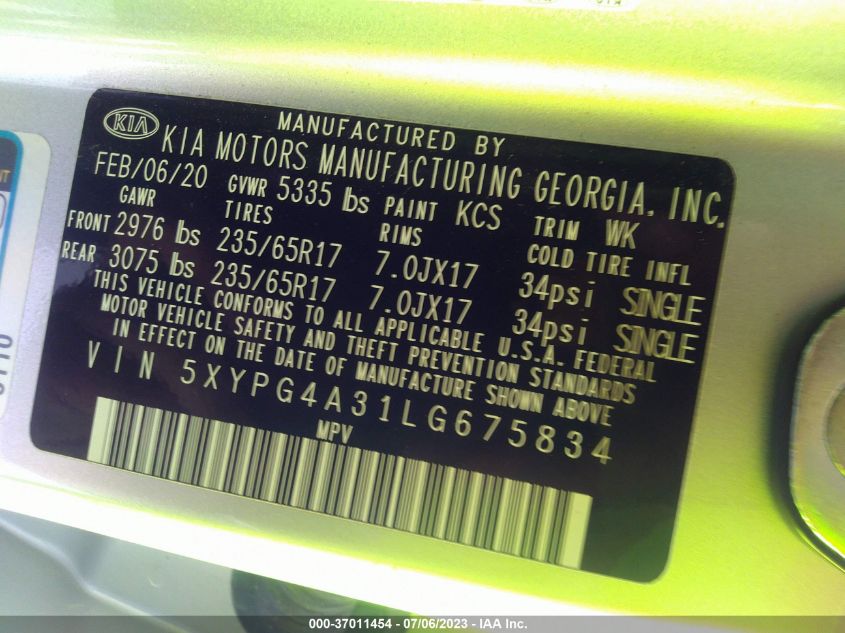 KIA
MANUFACTURED BY
KIA MOTORS MANUFACTURING GEORGIA, INC.
FEB/06/20 GVWR 5335 lbs PAINT KCS TRIM WK
GAWR TIRES RIMS COLD TIRE INFL
FRONT 2976 lbs 235/65R17 7.0JX17 34psi SINGLE
REAR 3075 lbs 235/65R17 7.0JX17 34psi SINGLE
THIS VEHICLE CONFORMS TO ALL APPLICABLE U.S.A. FEDERAL
MOTOR VEHICLE SAFETY AND THEFT PREVENTION STANDARDS
IN EFFECT ON THE DATE OF MANUFACTURE SHOWN ABOVE
VIN 5XYPG4A31LG675834
MPV
000-37011454 - 07/06/2023 - IAA Inc.